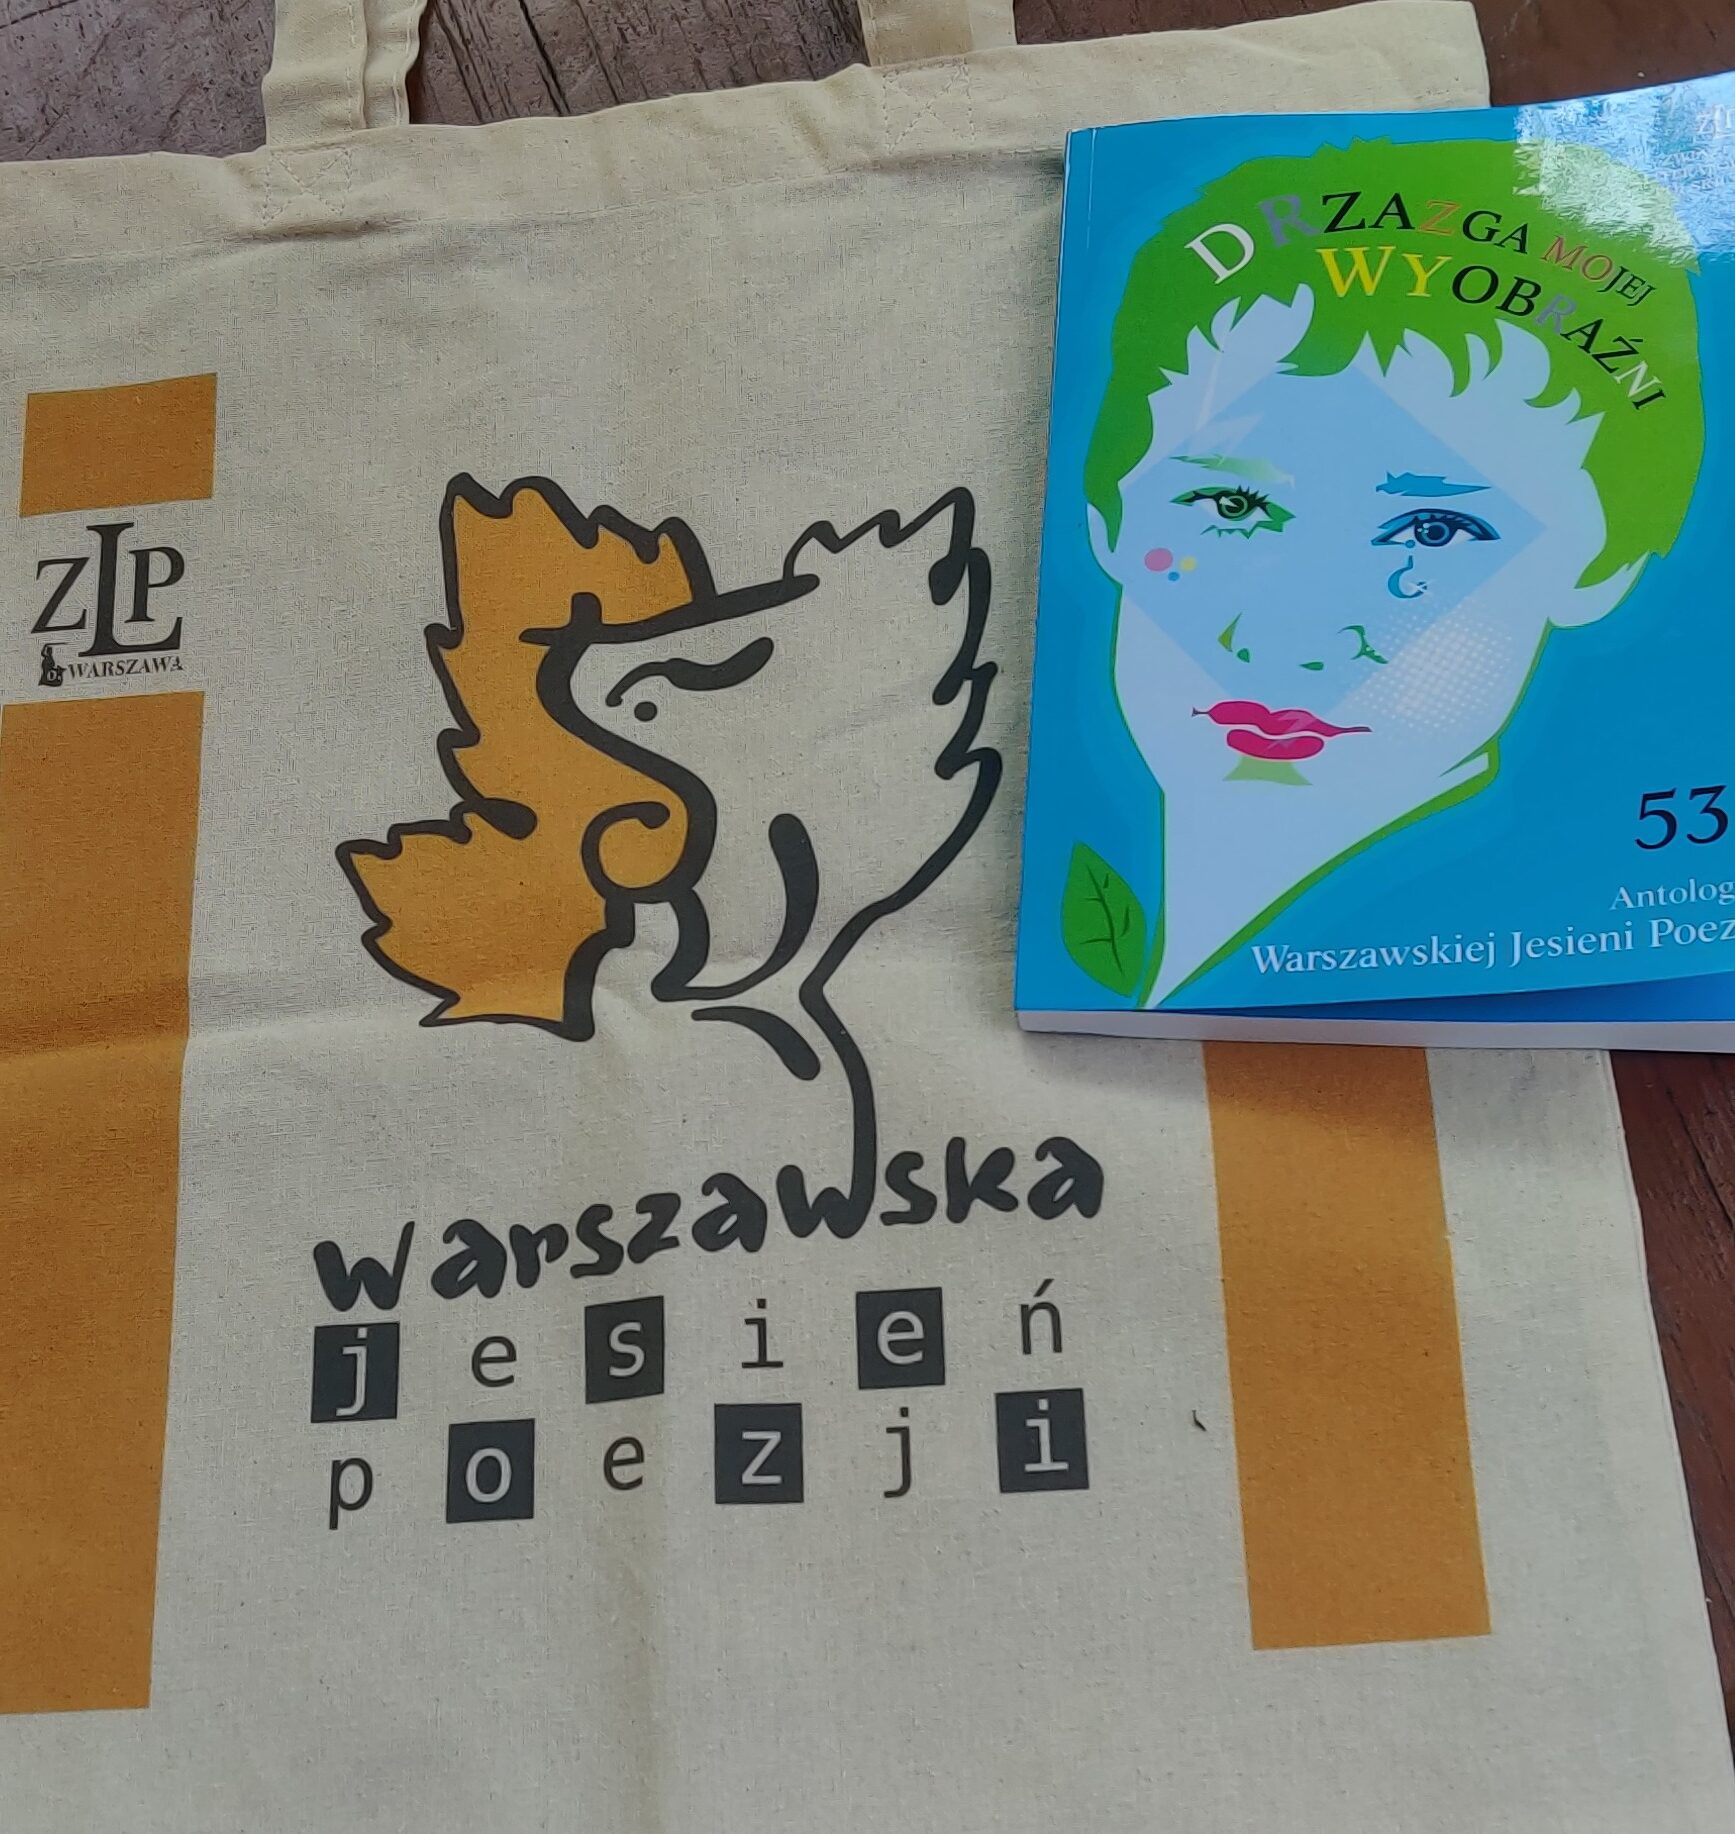 ZLP
O. WARSZAWA
warszawska
jesień
poezji
DRZAZGA MOJEJ
WYOBRAŹNI
53
Antolog
Warszawskiej Jesieni Poez